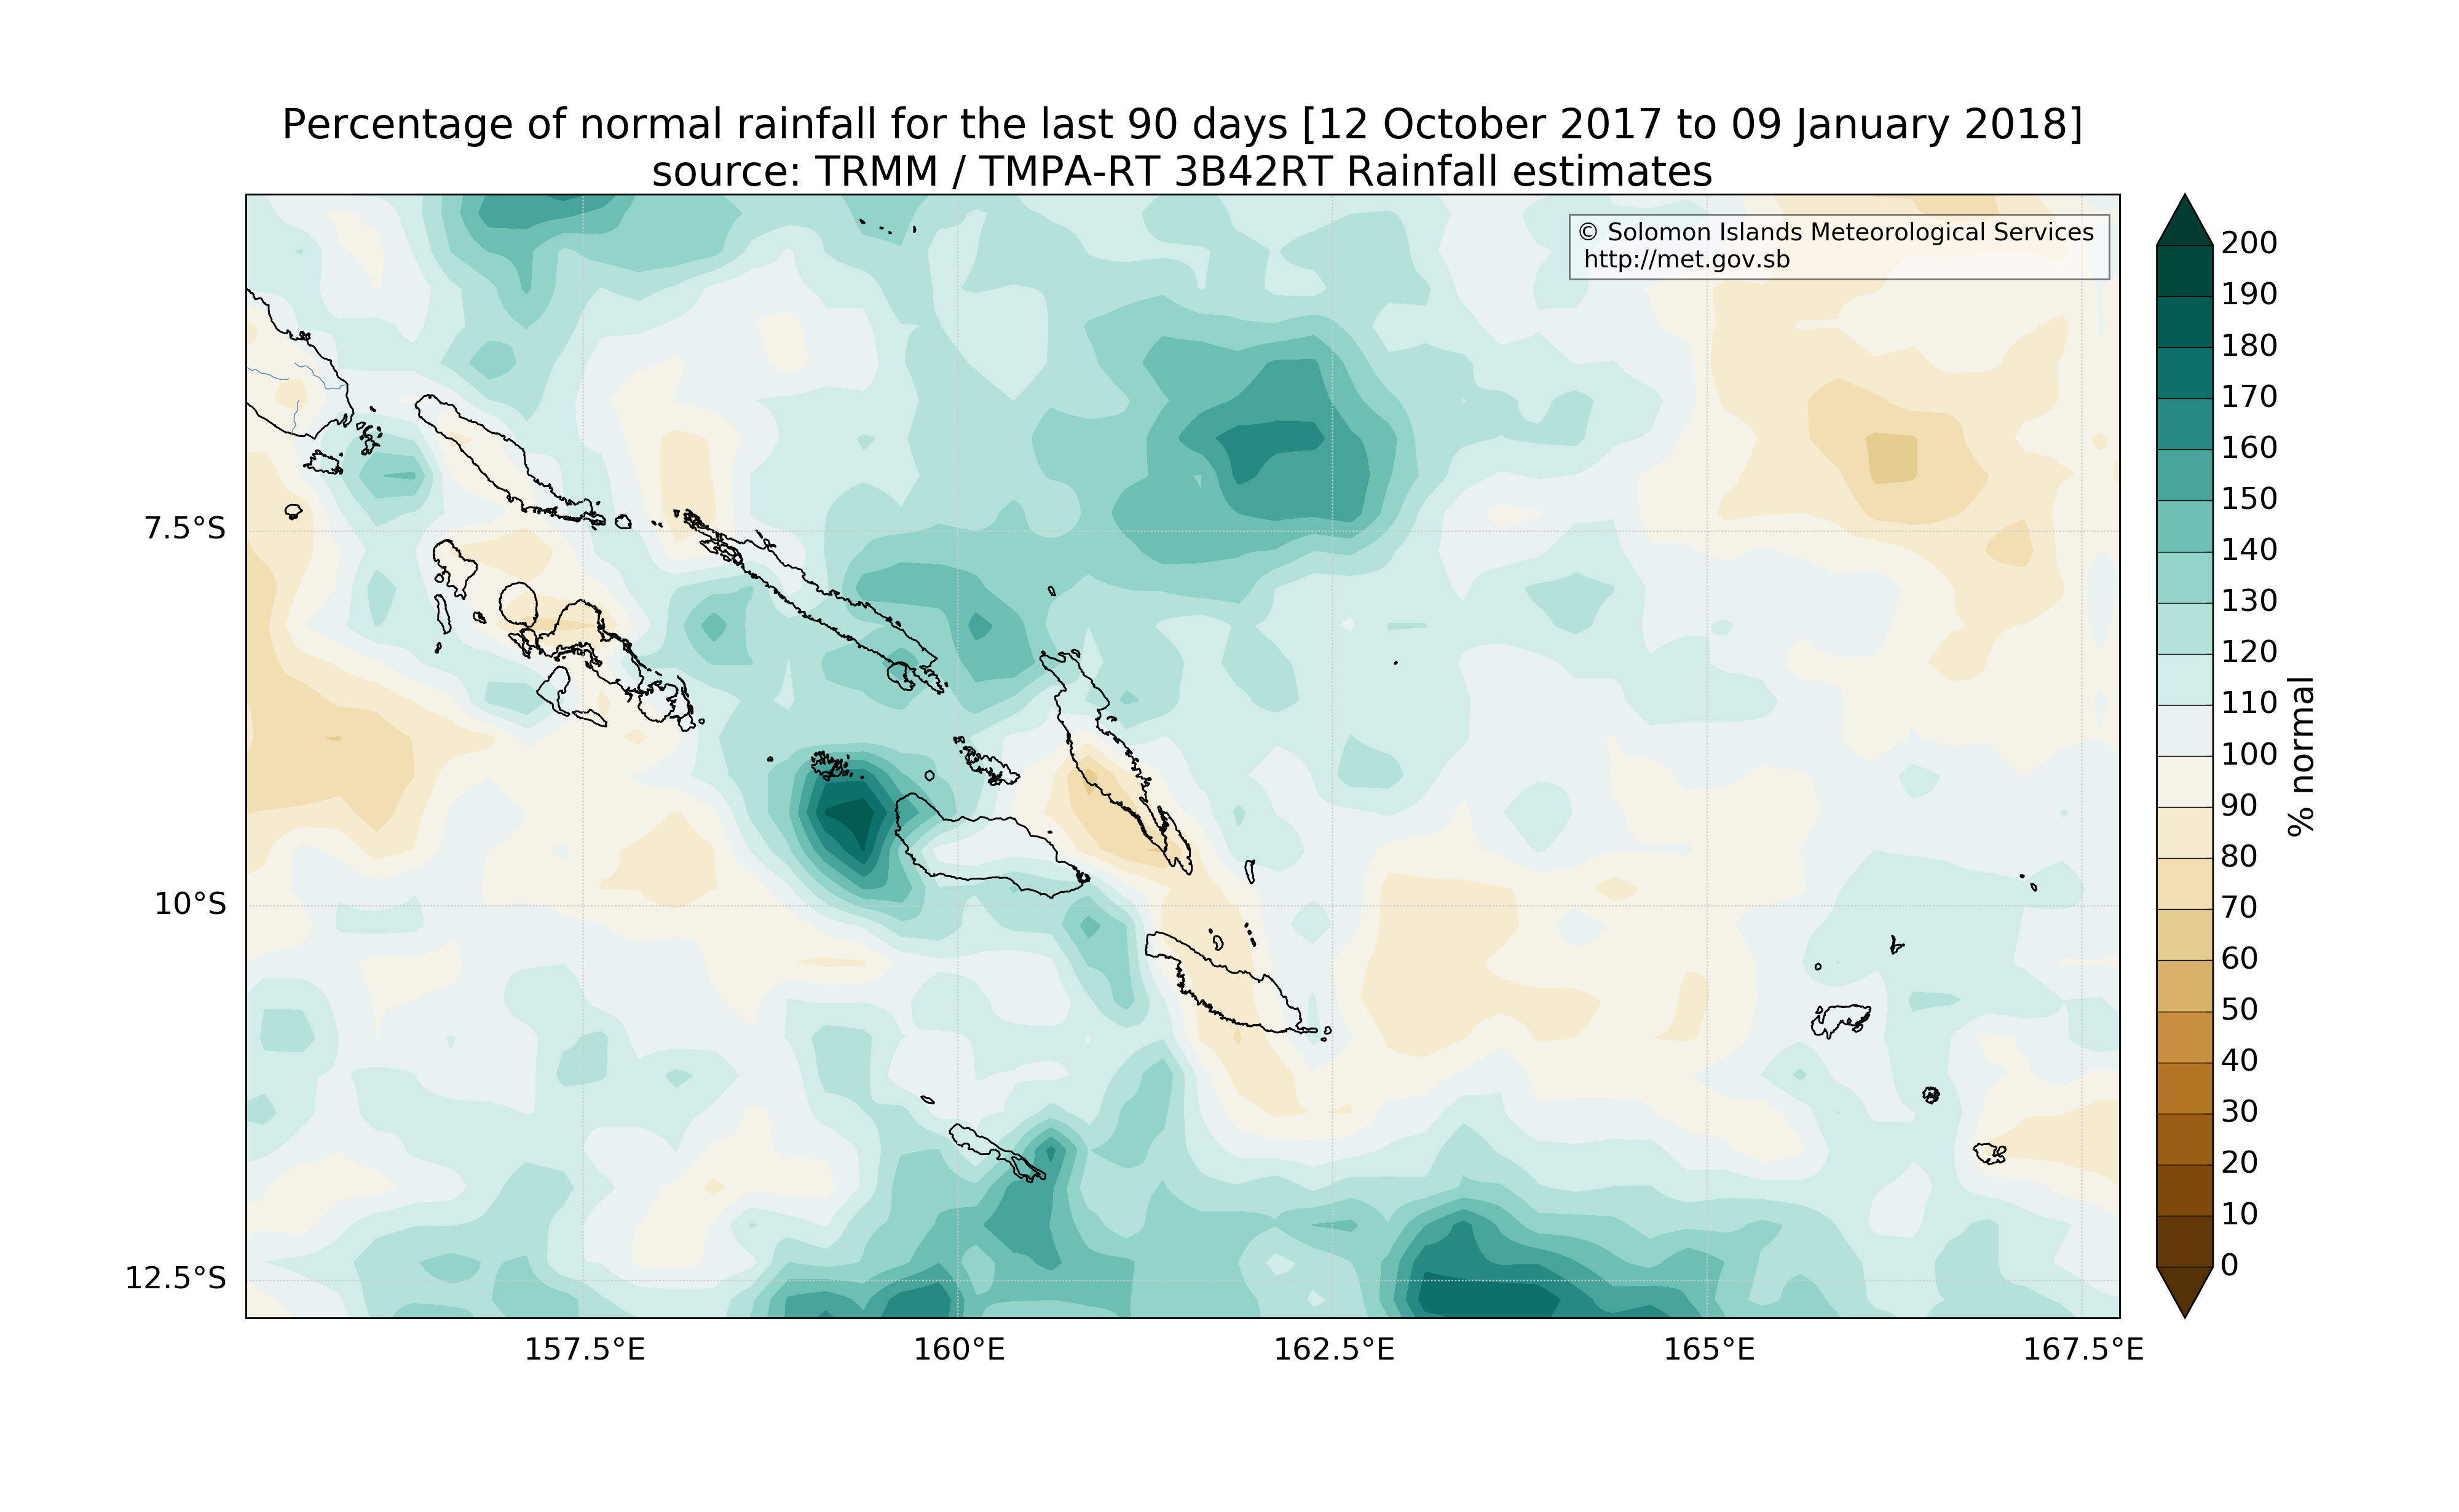 Percentage of normal rainfall for the last 90 days [12 October 2017 to 09 January 2018]
source: TRMM / TMPA-RT 3B42RT Rainfall estimates
© Solomon Islands Meteorological Services
http://met.gov.sb
7.5°S
10°S
12.5°S
157.5°E
160°E
162.5°E
165°E
167.5°E
200
190
180
170
160
150
140
130
120
110
100
90
80
70
60
50
40
30
20
10
0
% normal